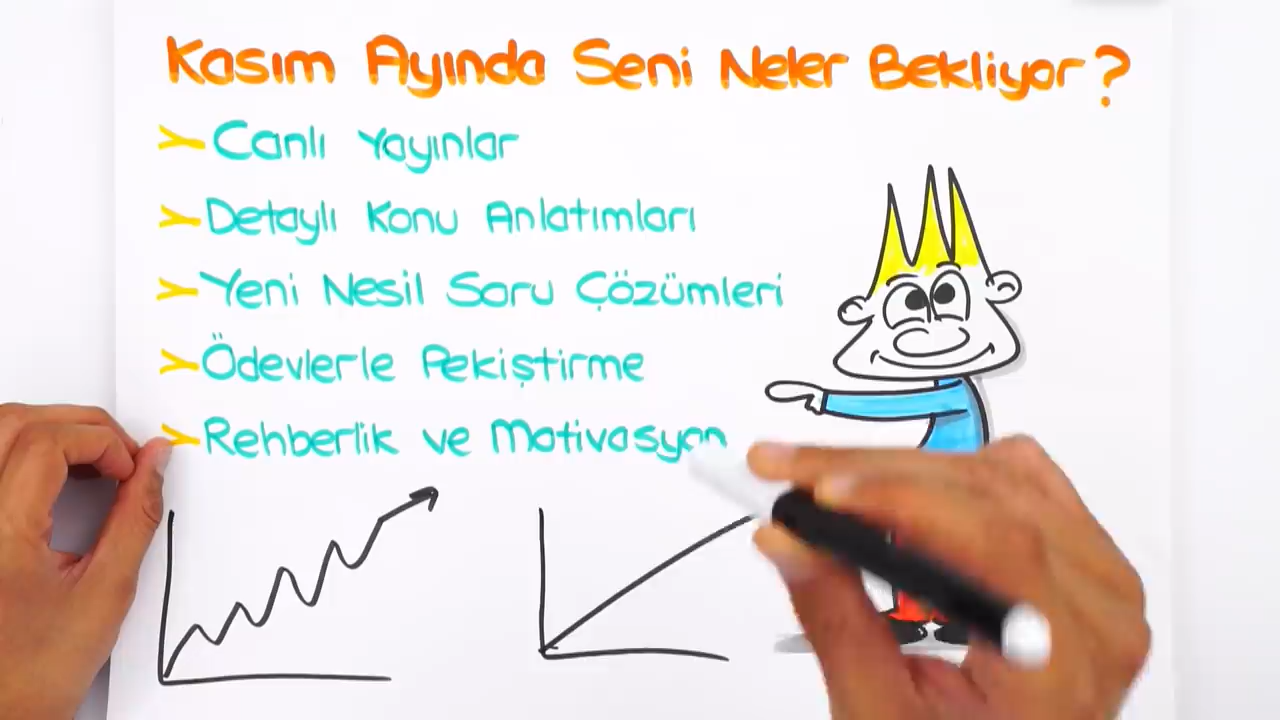 Kasım Ayında Seni Neler Bekliyor?
Canlı Yayınlar
Detaylı Konu Anlatımları
Yeni Nesil Soru Çözümleri
Ödevlerle Pekiştirme
Rehberlik ve Motivasyon